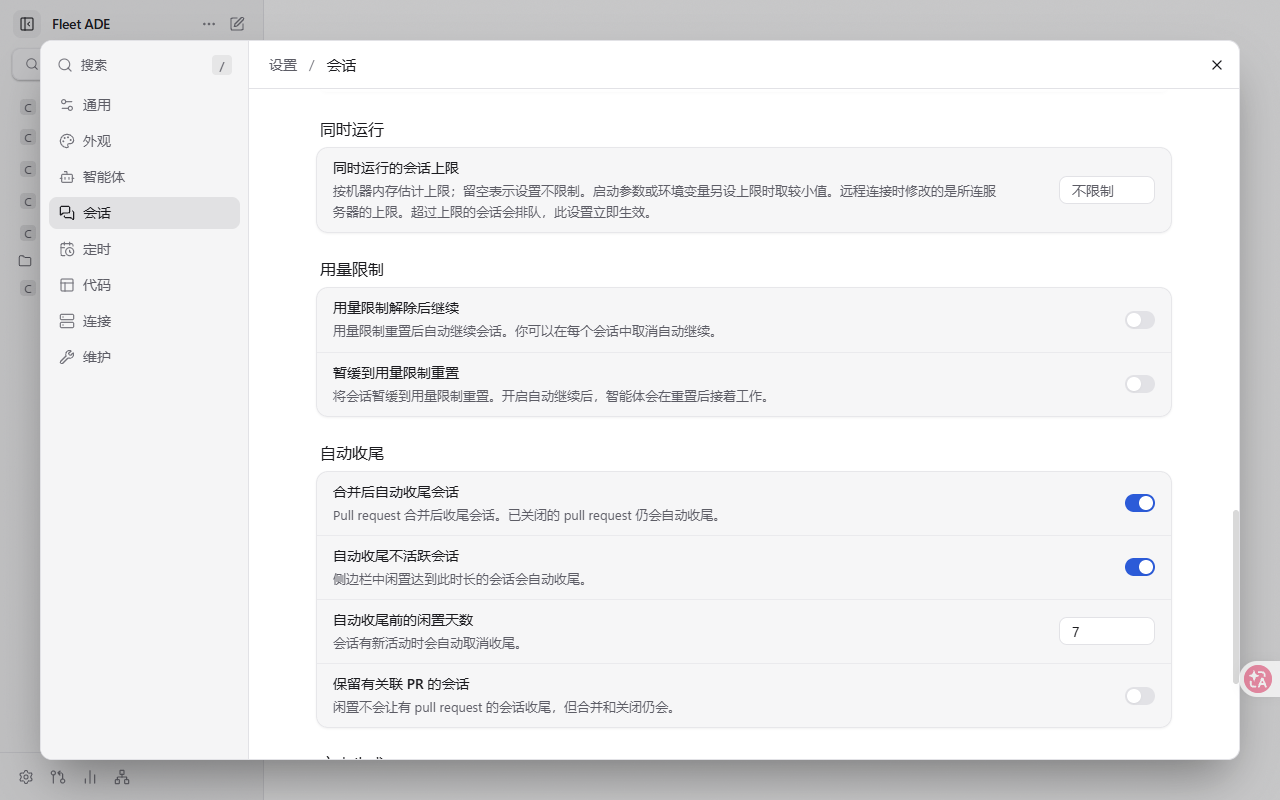 Fleet ADE
搜索
/
通用
外观
智能体
会话
定时
代码
连接
维护
C
C
C
C
C
C
设置 / 会话
同时运行
同时运行的会话上限
按机器内存估计上限；留空表示设置不限制。启动参数或环境变量另设上限时取较小值。远程连接时修改的是所连服
务器的上限。超过上限的会话会排队，此设置立即生效。
不限制
用量限制
用量限制解除后继续
用量限制重置后自动继续会话。你可以在每个会话中取消自动继续。
暂缓到用量限制重置
将会话暂缓到用量限制重置。开启自动继续后，智能体会在重置后接着工作。
自动收尾
合并后自动收尾会话
Pull request 合并后收尾会话。已关闭的 pull request 仍会自动收尾。
自动收尾不活跃会话
侧边栏中闲置达到此时长的会话会自动收尾。
自动收尾前的闲置天数
会话有新活动时会自动取消收尾。
7
保留有关联 PR 的会话
闲置不会让有 pull request 的会话收尾，但合并和关闭仍会。